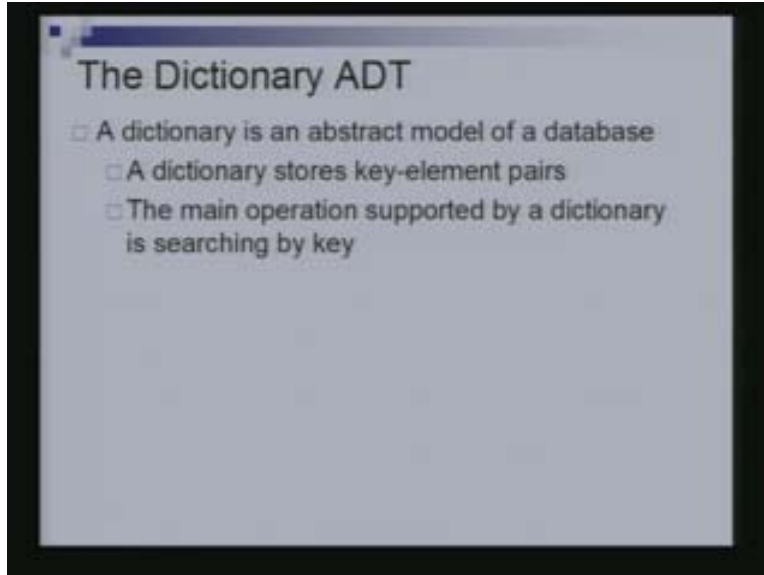 The Dictionary ADT
A dictionary is an abstract model of a database
A dictionary stores key-element pairs
The main operation supported by a dictionary
is searching by key